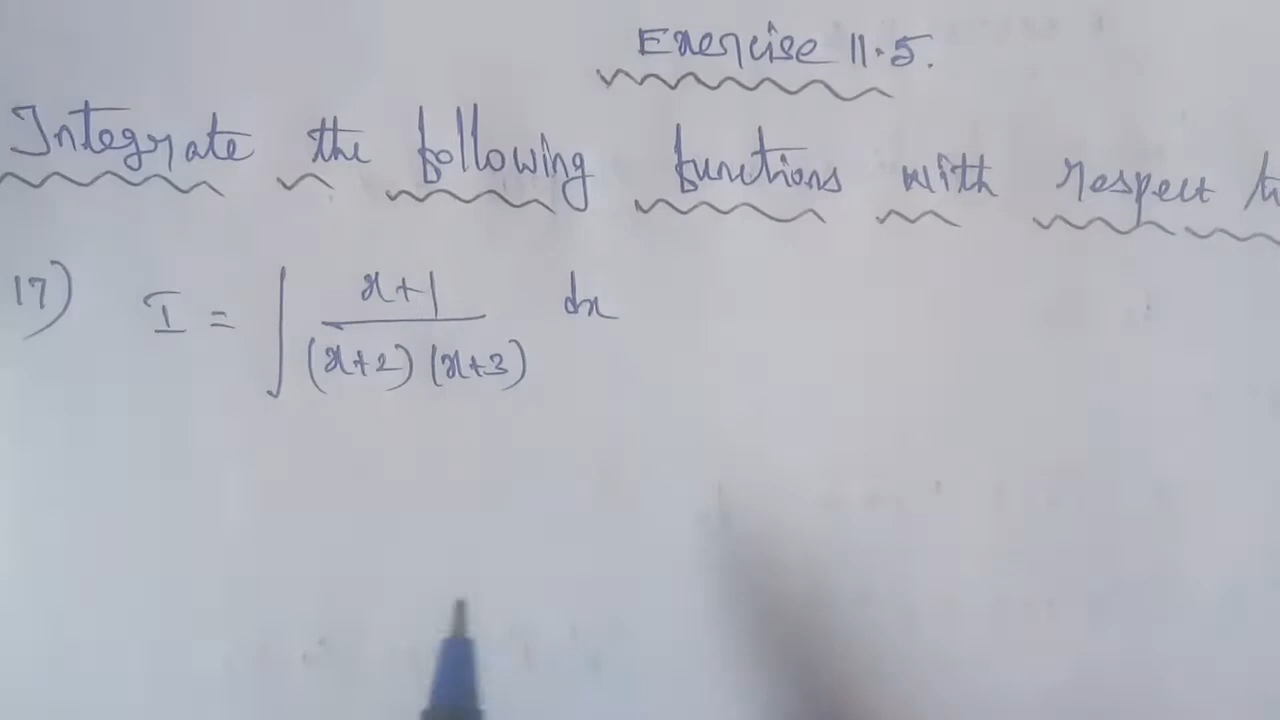 Exercise 11.5.
Integrate the following functions with respect
17) I = ∫ x+1 / (x+2) (x+3) dx